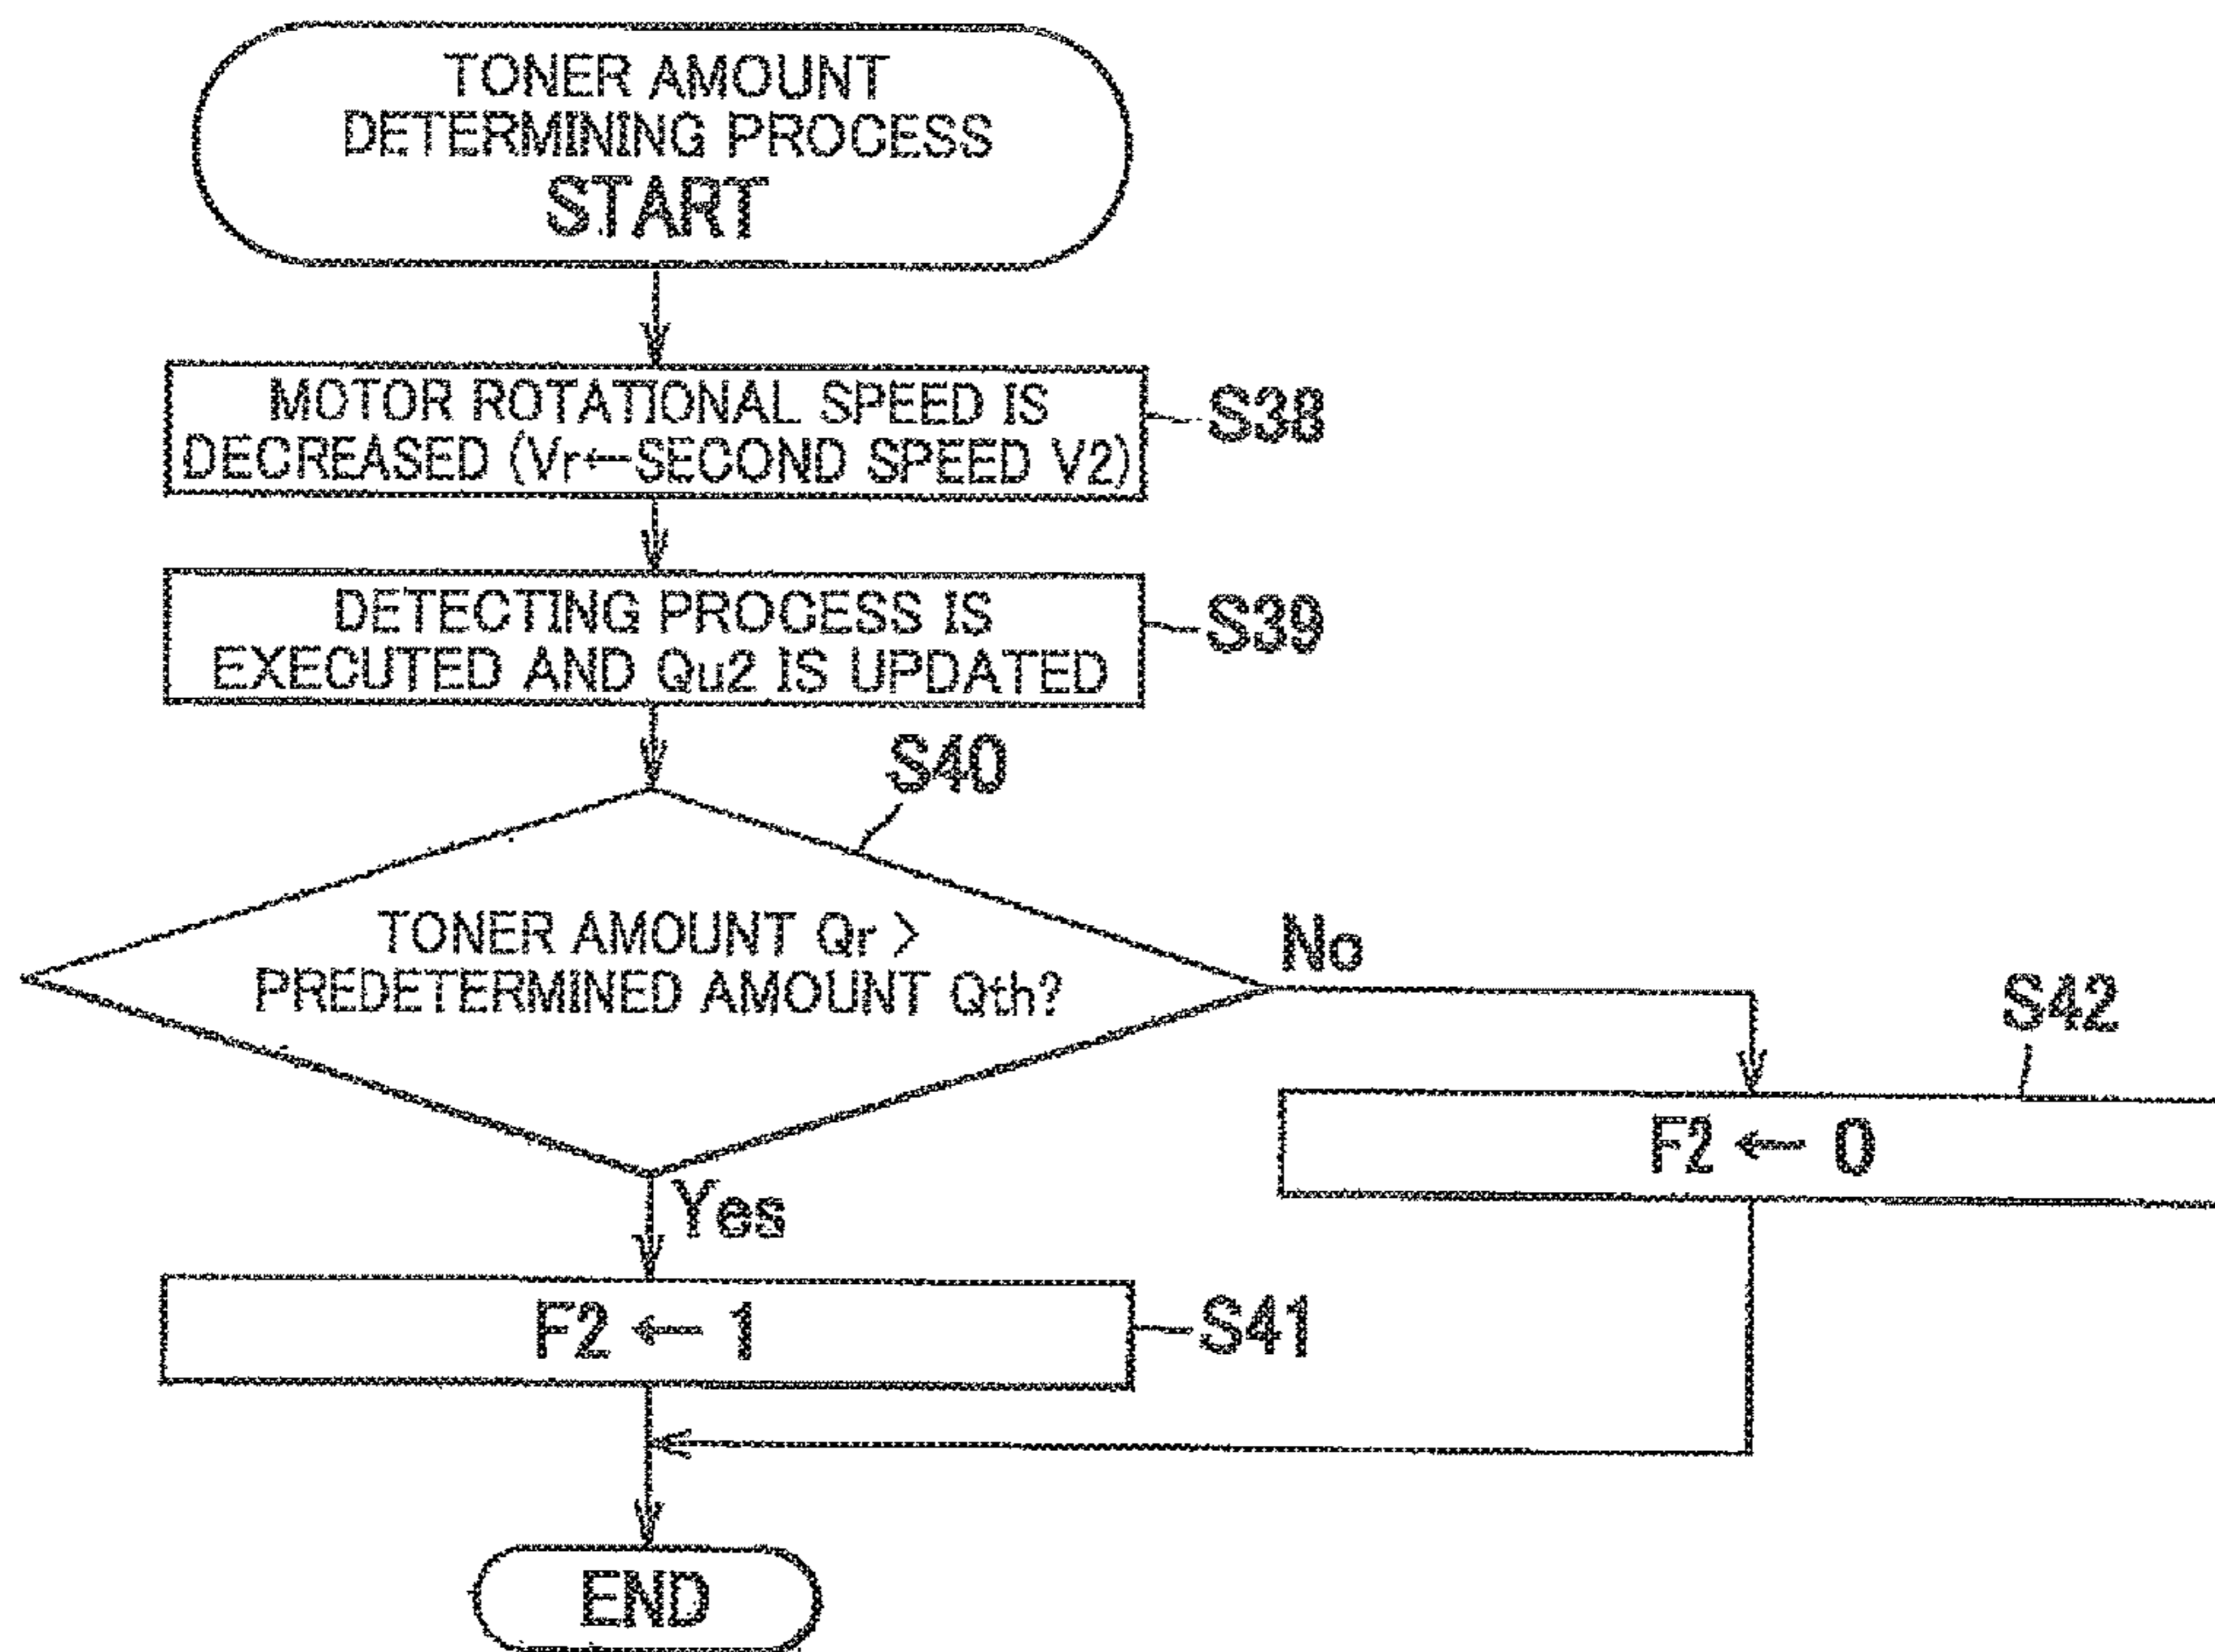 TONER AMOUNT
DETERMINING PROCESS
START
MOTOR ROTATIONAL SPEED IS
DECREASED (Vr←SECOND SPEED V2)
S38
DETECTING PROCESS IS
EXECUTED AND Qu2 IS UPDATED
S39
S40
TONER AMOUNT Qr >
PREDETERMINED AMOUNT Qth?
No
S42
F2 ← 0
Yes
F2 ← 1
S41
END